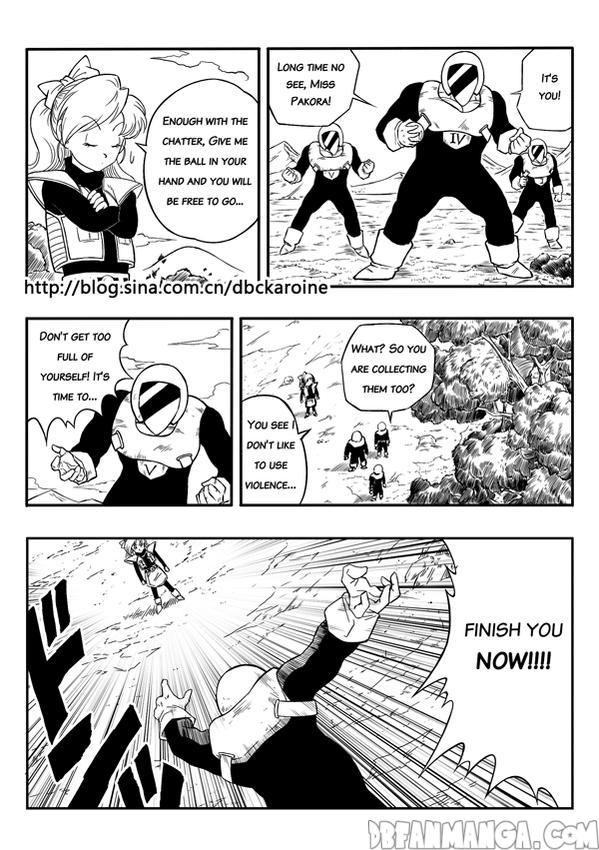 IT'S
YOU!
LONG TIME NO
SEE, MISS
PAKORA!
IV
ENOUGH WITH THE
CHATTER, GIVE ME
THE BALL IN YOUR
HAND AND YOU WILL
BE FREE TO GO...
http://blog.sina.com.cn/dbckaroine
WHAT? SO YOU
ARE COLLECTING
THEM TOO?
YOU SEE I
DON'T LIKE
TO USE
VIOLENCE...
DON'T GET TOO
FULL OF
YOURSELF! IT'S
TIME TO...
V
FINISH YOU
NOW!!!!
DBFANMANGA.COM